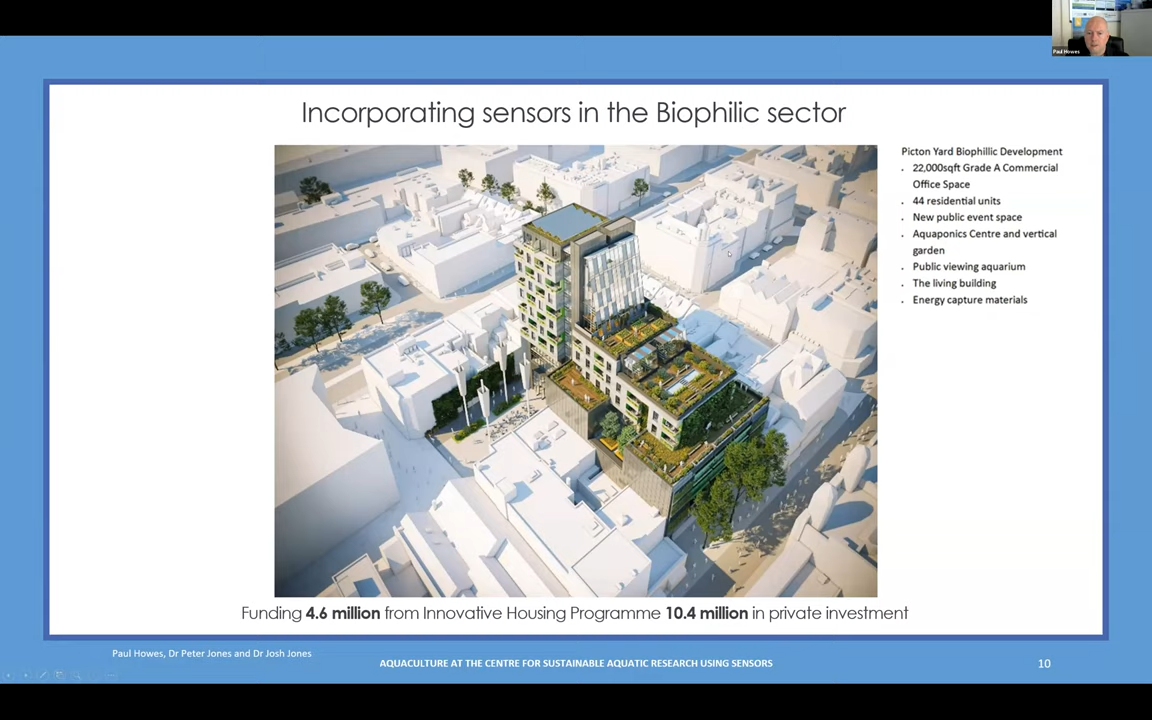 Paul Howes
Incorporating sensors in the Biophilic sector
Picton Yard Biophillic Development
. 22,000sqft Grade A Commercial
Office Space
. 44 residential units
. New public event space
. Aquaponics Centre and vertical
garden
. Public viewing aquarium
. The living building
. Energy capture materials
Funding 4.6 million from Innovative Housing Programme 10.4 million in private investment
Paul Howes, Dr Peter Jones and Dr Josh Jones
AQUACULTURE AT THE CENTRE FOR SUSTAINABLE AQUATIC RESEARCH USING SENSORS
10